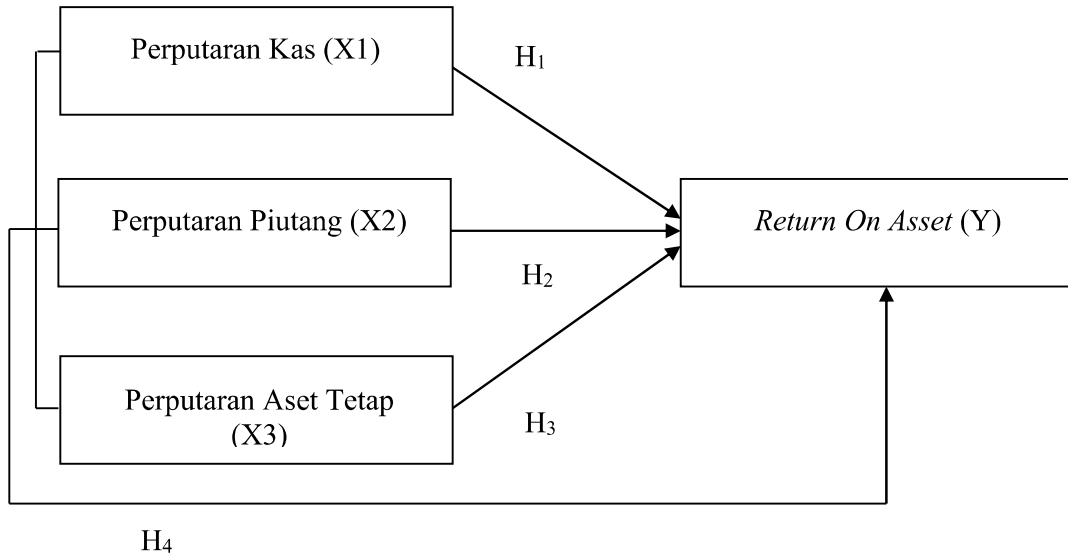 Perputaran Kas (X1)
H₁
Perputaran Piutang (X2)
Return On Asset (Y)
H₂
Perputaran Aset Tetap
(X3)
H₃
H₄